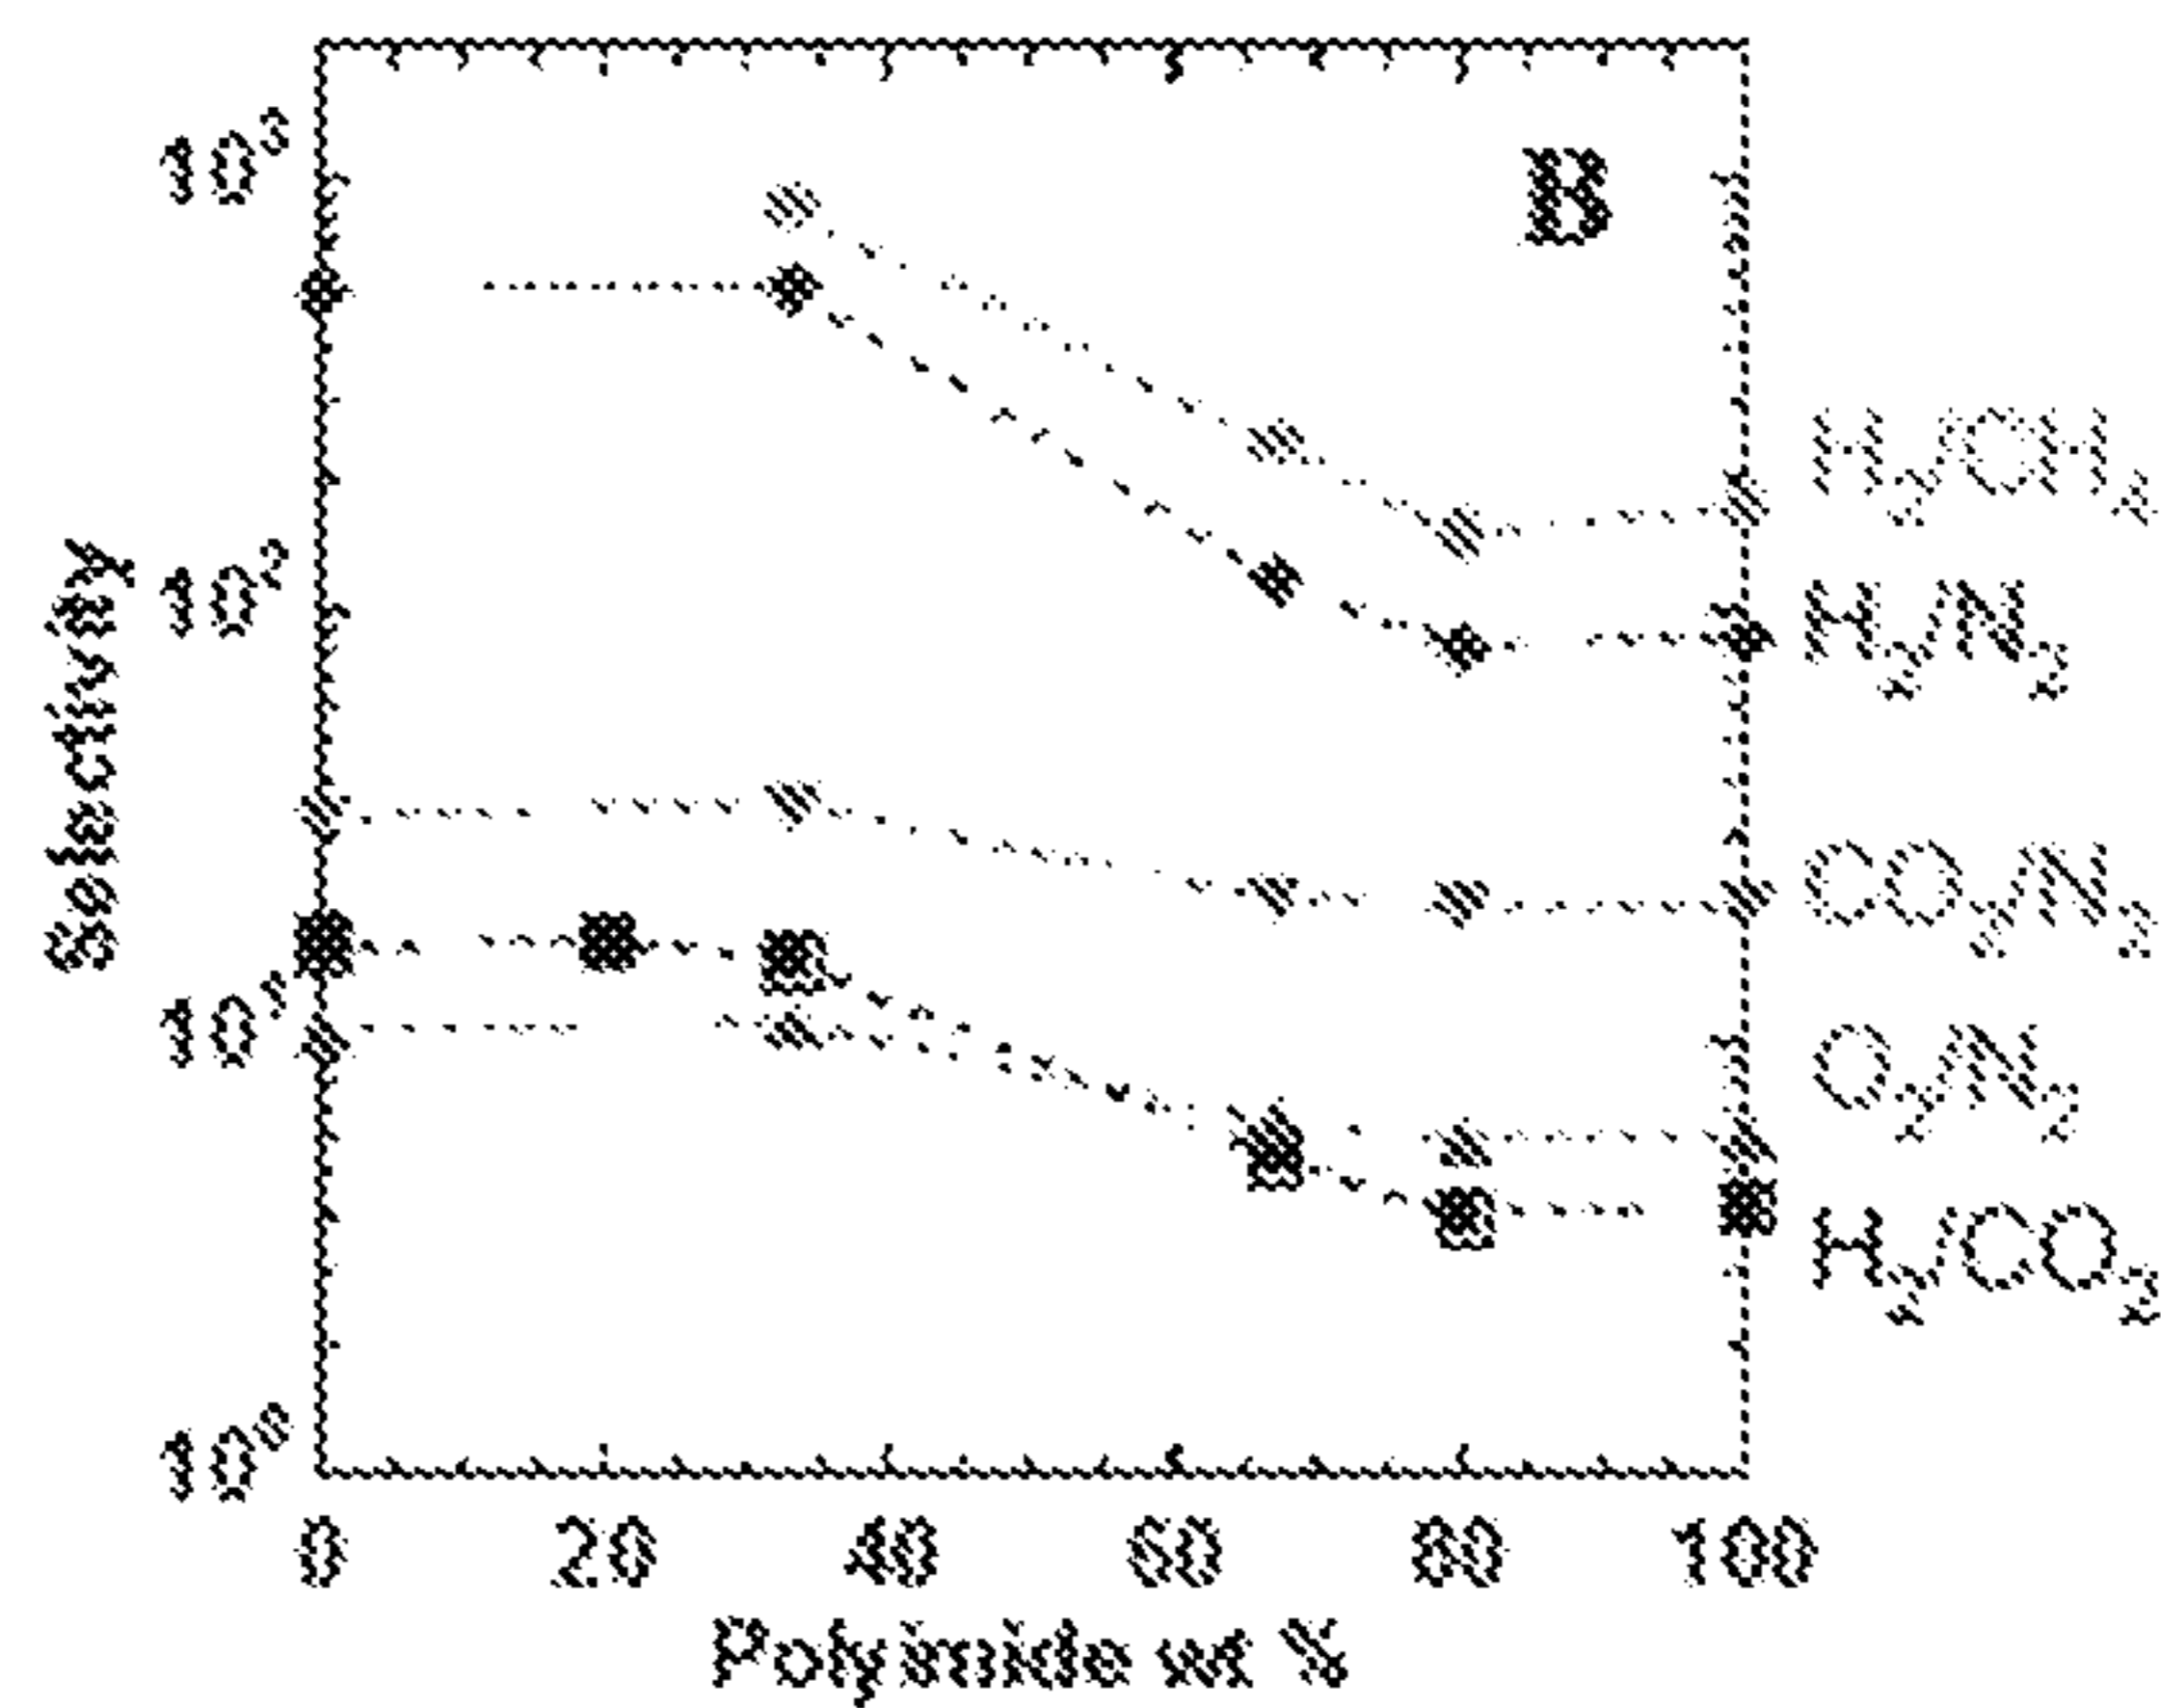 B
10³
10²
10¹
10⁰
Selectivity
0 20 40 60 80 100
Polyimide wt %
H₂/CH₄
H₂/N₂
CO₂/N₂
O₂/N₂
H₂/CO₂